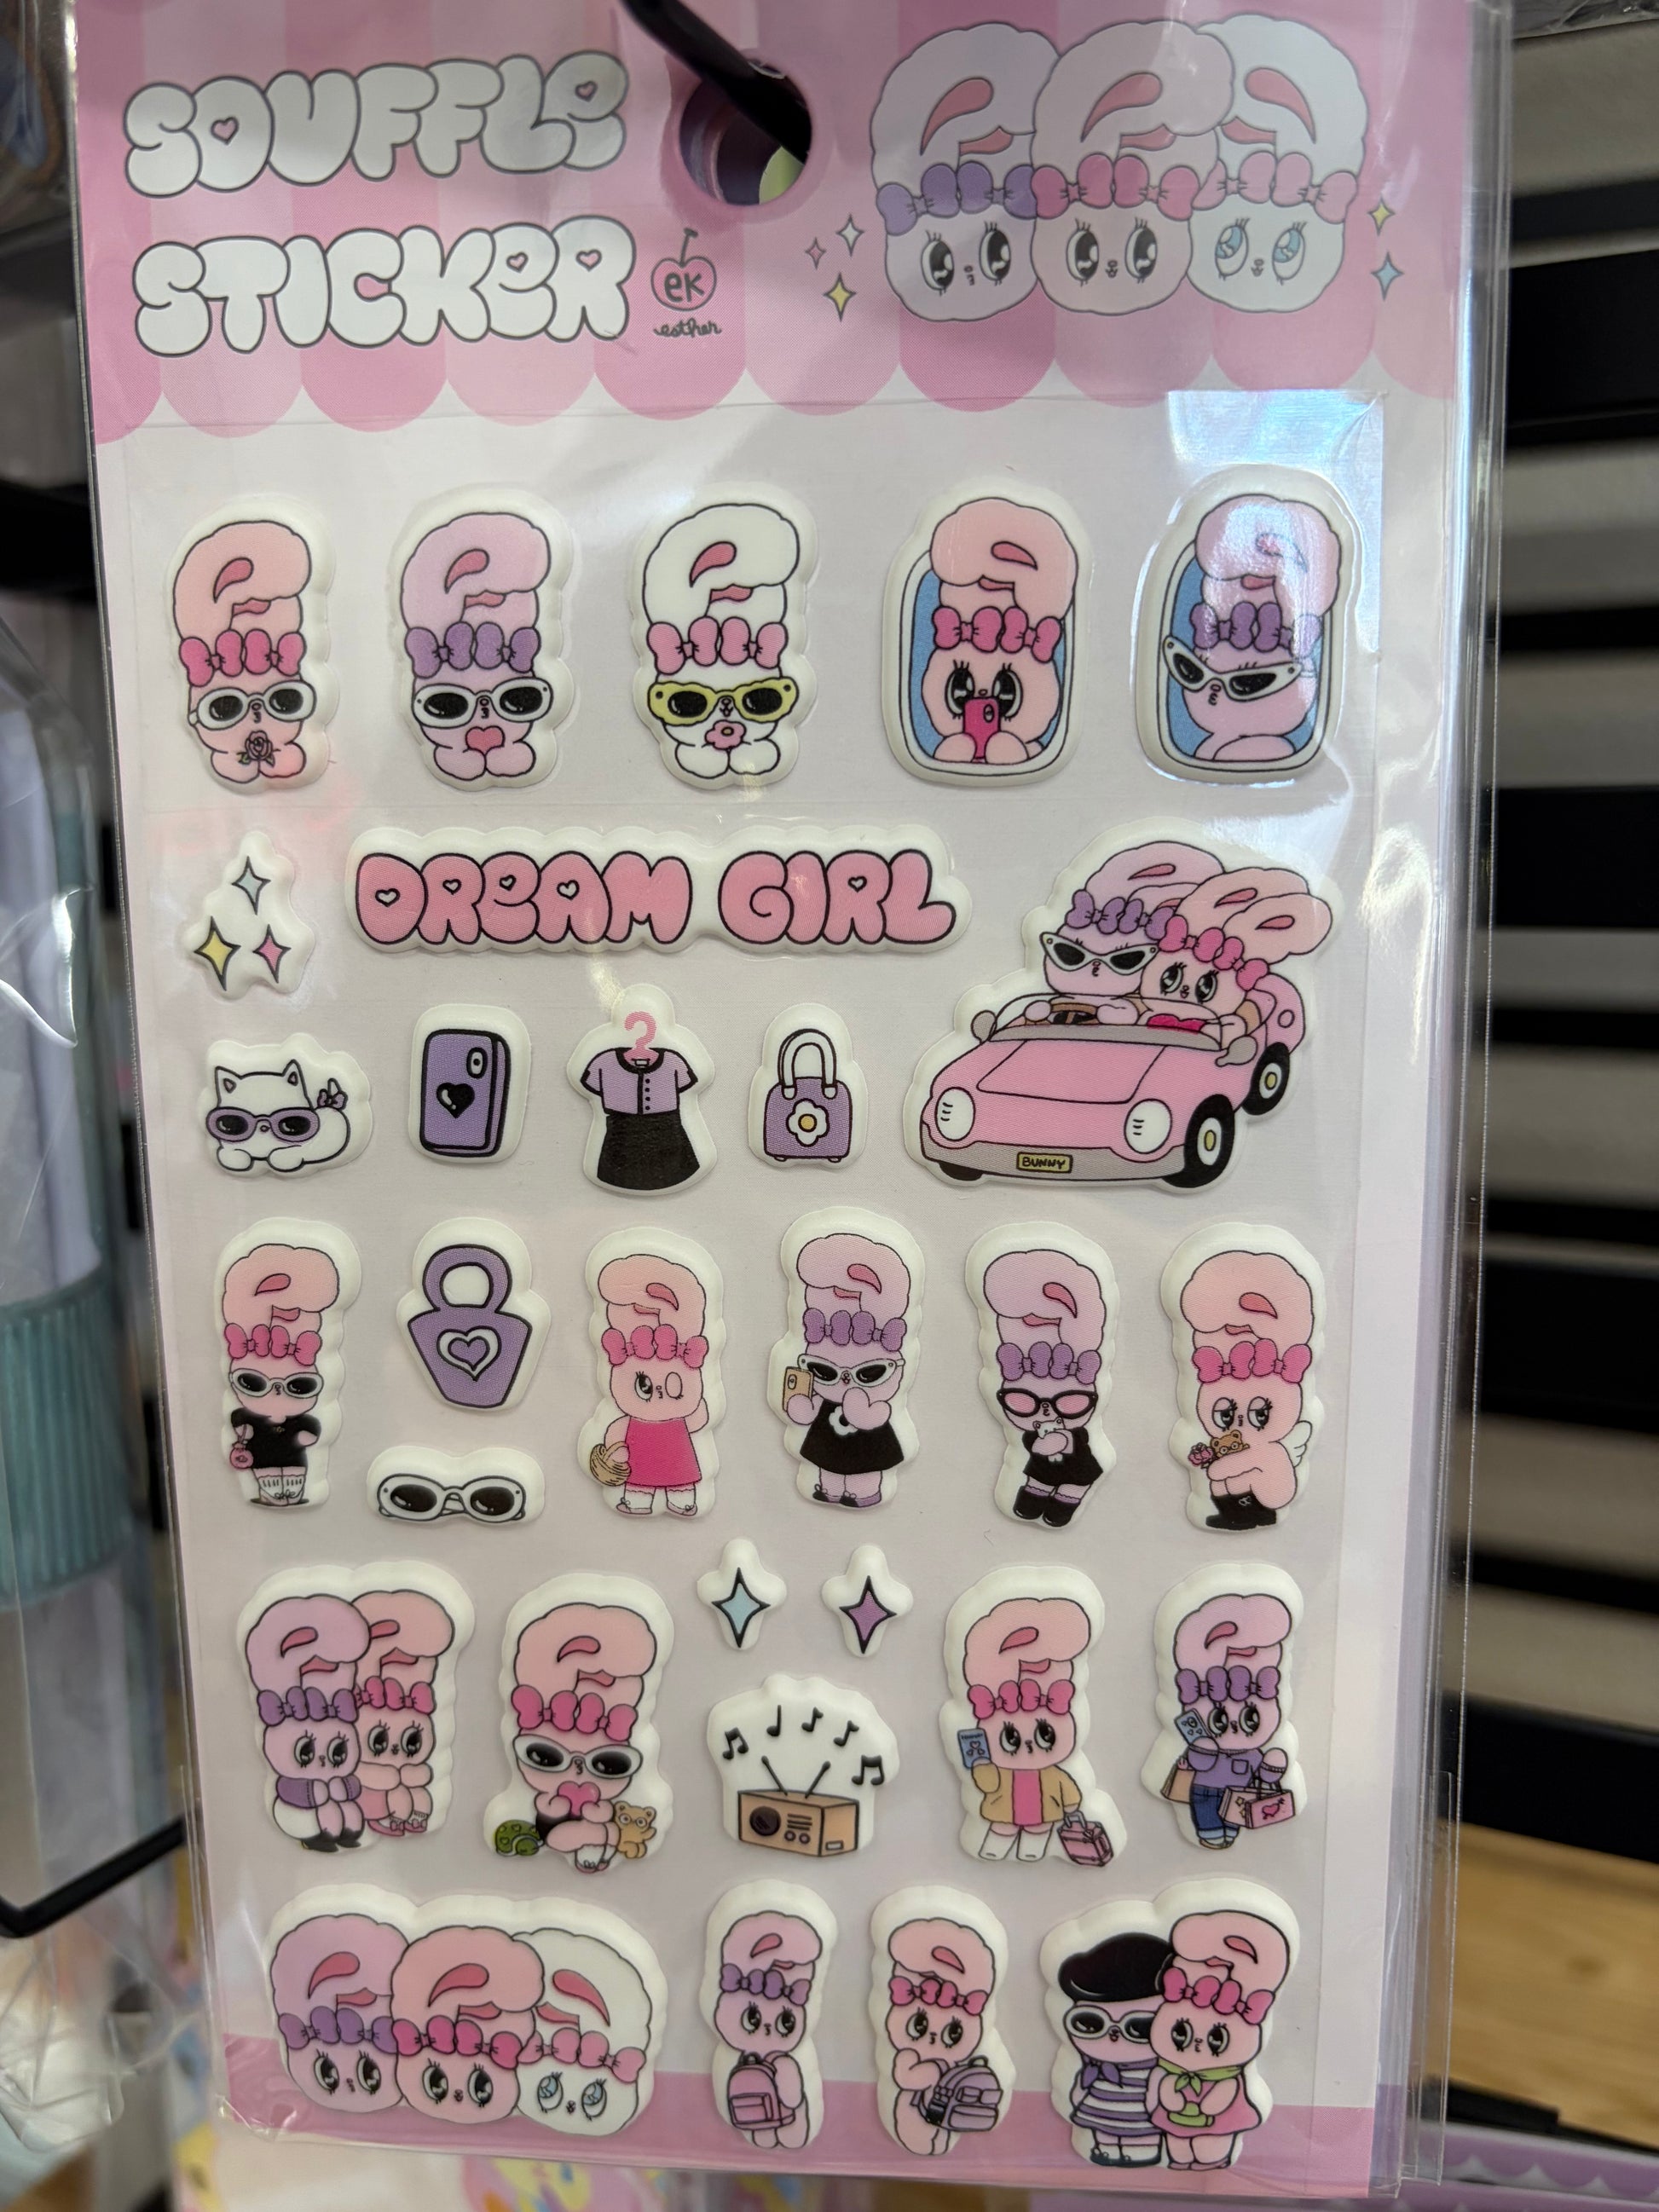 SOUFFLE
STICKER
ek
esther
DREAM GIRL
BUNNY